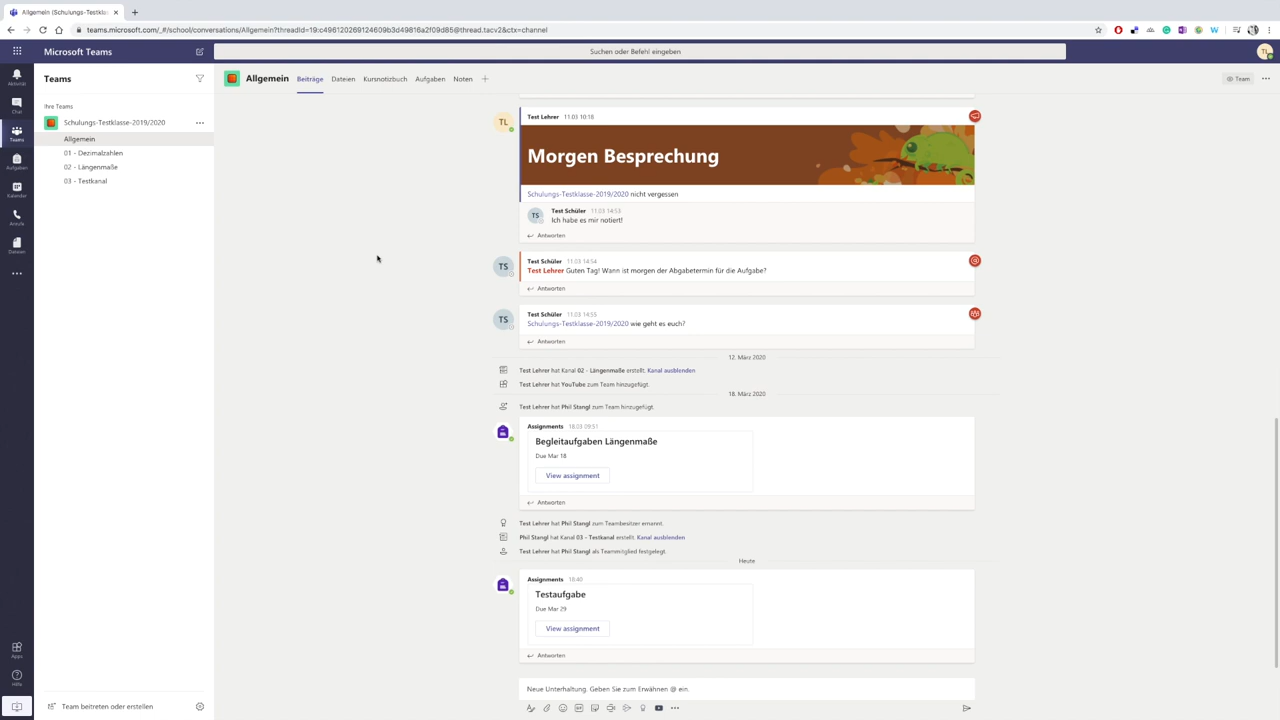 Allgemein (Schulungs-Testklasse
teams.microsoft.com/_#/school/conversations/Allgemein?threadId=19:c496120269124609b3d49816a2f09d85@thread.tacv2&ctx=channel
Microsoft Teams
Suchen oder Befehl eingeben
TL
Aktivität
Chat
Teams
Aufgaben
Kalender
Anrufe
Dateien
Apps
Hilfe
Teams
Ihre Teams
Schulungs-Testklasse-2019/2020
Allgemein
01 - Dezimalzahlen
02 - Längenmaße
03 - Testkanal
Team beitreten oder erstellen
Allgemein
Beiträge
Dateien
Kursnotizbuch
Aufgaben
Noten
Team
TL
Test Lehrer 11.03 10:18
Morgen Besprechung
Schulungs-Testklasse-2019/2020 nicht vergessen
TS
Test Schüler 11.03 14:53
Ich habe es mir notiert!
Antworten
TS
Test Schüler 11.03 14:54
Test Lehrer Guten Tag! Wann ist morgen der Abgabetermin für die Aufgabe?
Antworten
TS
Test Schüler 11.03 14:55
Schulungs-Testklasse-2019/2020 wie geht es euch?
Antworten
12. März 2020
Test Lehrer hat Kanal 02 - Längenmaße erstellt. Kanal ausblenden
Test Lehrer hat YouTube zum Team hinzugefügt.
18. März 2020
Test Lehrer hat Phil Stangl zum Team hinzugefügt.
Assignments 18.03 09:51
Begleitaufgaben Längenmaße
Due Mar 18
View assignment
Antworten
Test Lehrer hat Phil Stangl zum Teambesitzer ernannt.
Phil Stangl hat Kanal 03 - Testkanal erstellt. Kanal ausblenden
Test Lehrer hat Phil Stangl als Teammitglied festgelegt.
Heute
Assignments 18:40
Testaufgabe
Due Mar 29
View assignment
Antworten
Neue Unterhaltung. Geben Sie zum Erwähnen @ ein.